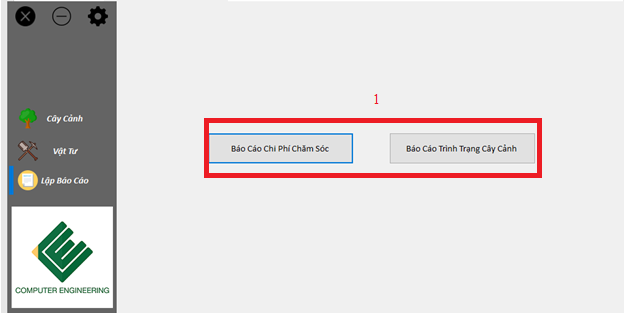 1
Cây Cảnh
Vật Tư
Lập Báo Cáo
Báo Cáo Chi Phí Chăm Sóc
Báo Cáo Trình Trạng Cây Cảnh
COMPUTER ENGINEERING